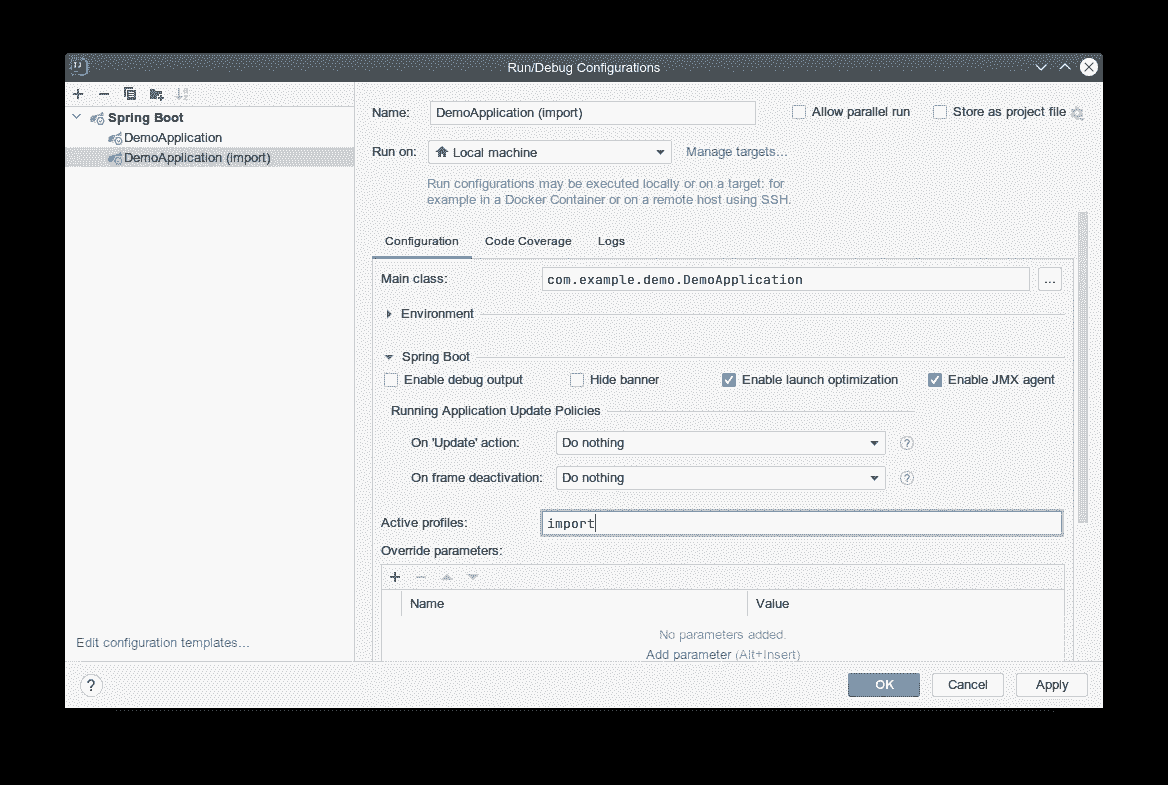 Run/Debug Configurations
Spring Boot
DemoApplication
DemoApplication (import)
Edit configuration templates...
Name: DemoApplication (import) Allow parallel run Store as project file
Run on: Local machine Manage targets...
Run configurations may be executed locally or on a target: for
example in a Docker Container or on a remote host using SSH.
Configuration Code Coverage Logs
Main class: com.example.demo.DemoApplication ...
Environment
Spring Boot
Enable debug output Hide banner Enable launch optimization Enable JMX agent
Running Application Update Policies
On 'Update' action: Do nothing ?
On frame deactivation: Do nothing ?
Active profiles: import
Override parameters:
Name Value
No parameters added.
Add parameter (Alt+Insert)
? OK Cancel Apply